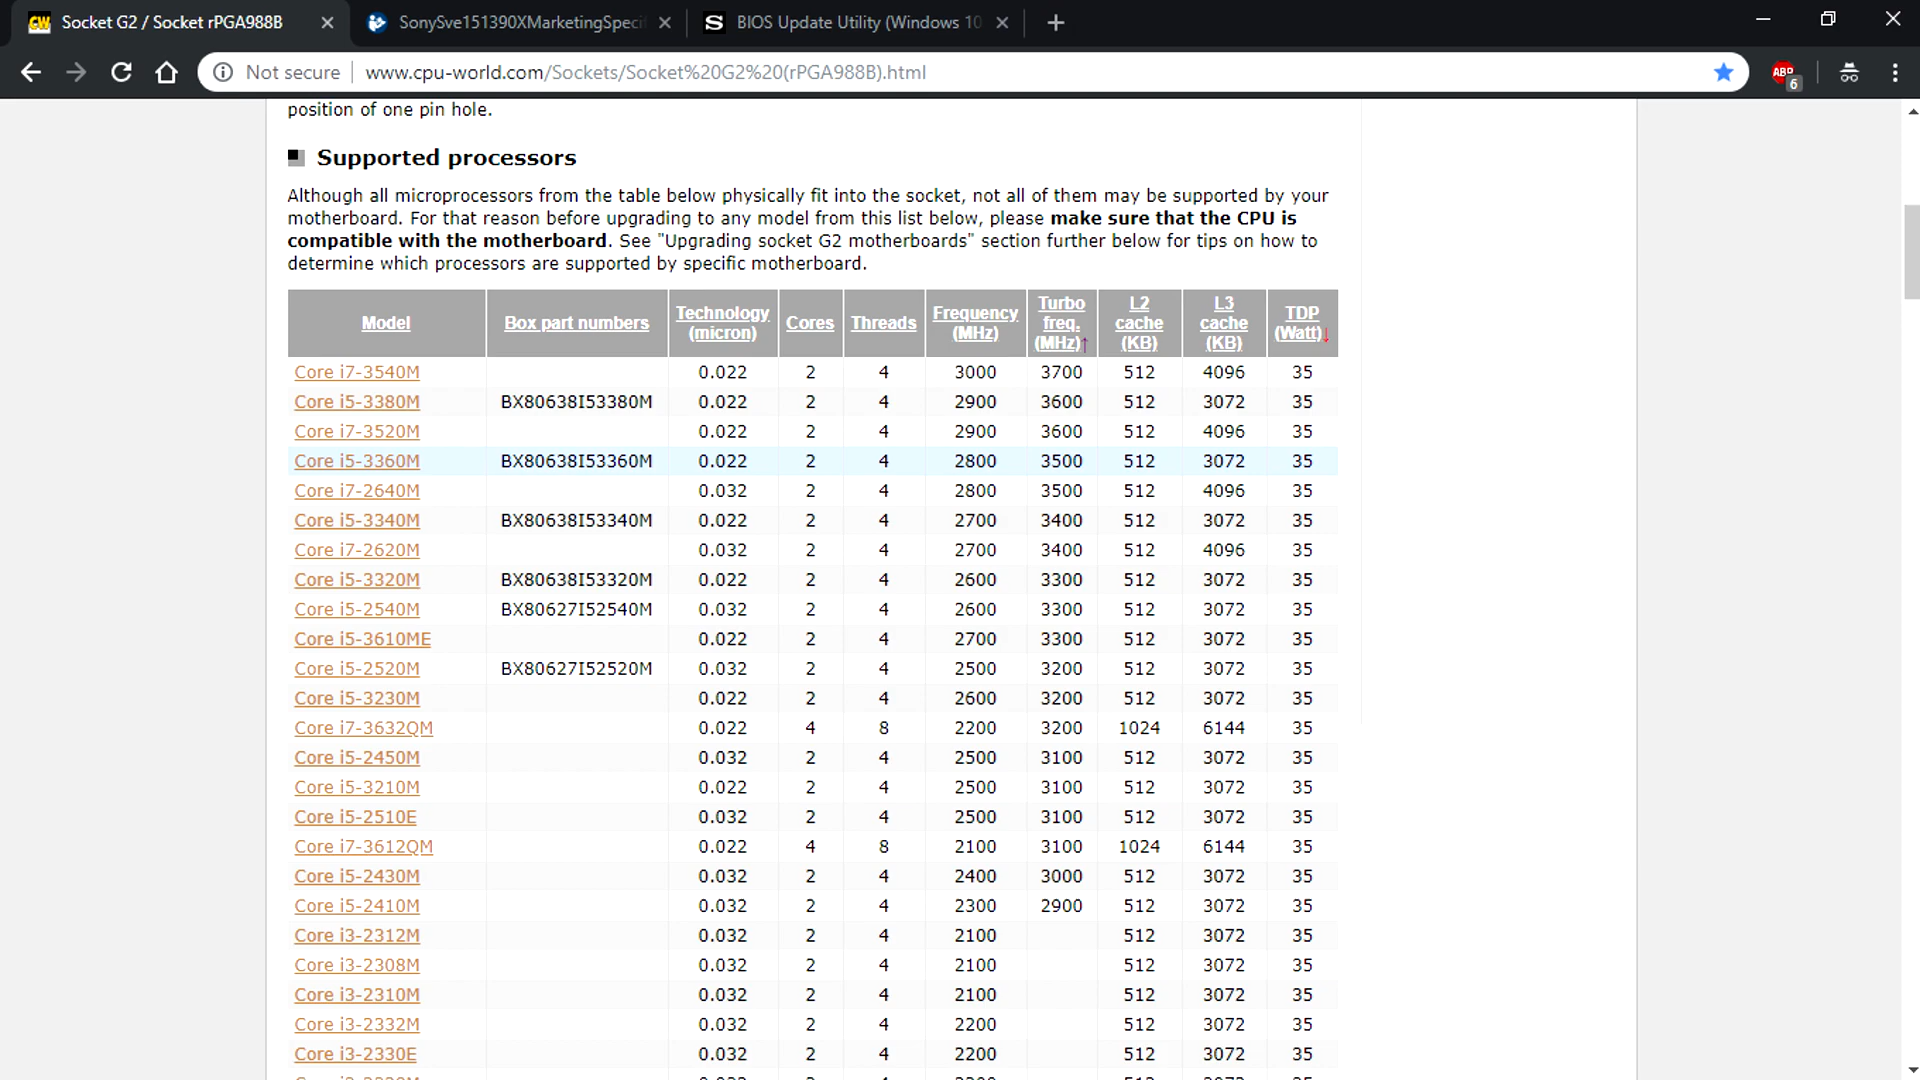 Socket G2 / Socket rPGA988B
SonySve151390XMarketingSpecif
BIOS Update Utility (Windows 10
Not secure
www.cpu-world.com/Sockets/Socket%20G2%20(rPGA988B).html
ABP
6
position of one pin hole.
Supported processors
Although all microprocessors from the table below physically fit into the socket, not all of them may be supported by your
motherboard. For that reason before upgrading to any model from this list below, please make sure that the CPU is
compatible with the motherboard. See "Upgrading socket G2 motherboards" section further below for tips on how to
determine which processors are supported by specific motherboard.
Model Box part numbers Technology (micron) Cores Threads Frequency (MHz) Turbo freq. (MHz)↑ L2 cache (KB) L3 cache (KB) TDP (Watt)↓
Core i7-3540M 0.022 2 4 3000 3700 512 4096 35
Core i5-3380M BX80638I53380M 0.022 2 4 2900 3600 512 3072 35
Core i7-3520M 0.022 2 4 2900 3600 512 4096 35
Core i5-3360M BX80638I53360M 0.022 2 4 2800 3500 512 3072 35
Core i7-2640M 0.032 2 4 2800 3500 512 4096 35
Core i5-3340M BX80638I53340M 0.022 2 4 2700 3400 512 3072 35
Core i7-2620M 0.032 2 4 2700 3400 512 4096 35
Core i5-3320M BX80638I53320M 0.022 2 4 2600 3300 512 3072 35
Core i5-2540M BX80627I52540M 0.032 2 4 2600 3300 512 3072 35
Core i5-3610ME 0.022 2 4 2700 3300 512 3072 35
Core i5-2520M BX80627I52520M 0.032 2 4 2500 3200 512 3072 35
Core i5-3230M 0.022 2 4 2600 3200 512 3072 35
Core i7-3632QM 0.022 4 8 2200 3200 1024 6144 35
Core i5-2450M 0.032 2 4 2500 3100 512 3072 35
Core i5-3210M 0.022 2 4 2500 3100 512 3072 35
Core i5-2510E 0.032 2 4 2500 3100 512 3072 35
Core i7-3612QM 0.022 4 8 2100 3100 1024 6144 35
Core i5-2430M 0.032 2 4 2400 3000 512 3072 35
Core i5-2410M 0.032 2 4 2300 2900 512 3072 35
Core i3-2312M 0.032 2 4 2100 512 3072 35
Core i3-2308M 0.032 2 4 2100 512 3072 35
Core i3-2310M 0.032 2 4 2100 512 3072 35
Core i3-2332M 0.032 2 4 2200 512 3072 35
Core i3-2330E 0.032 2 4 2200 512 3072 35